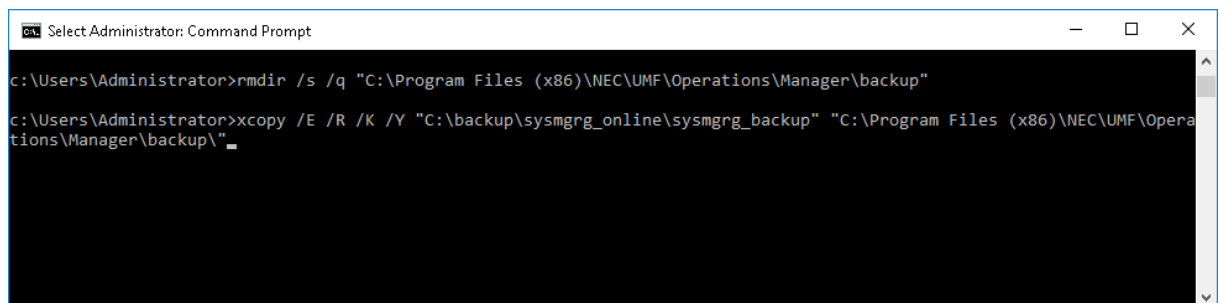 Select Administrator: Command Prompt
c:\Users\Administrator>rmdir /s /q "C:\Program Files (x86)\NEC\UMF\Operations\Manager\backup"
c:\Users\Administrator>xcopy /E /R /K /Y "C:\backup\sysmgrg_online\sysmgrg_backup" "C:\Program Files (x86)\NEC\UMF\Opera
tions\Manager\backup\"